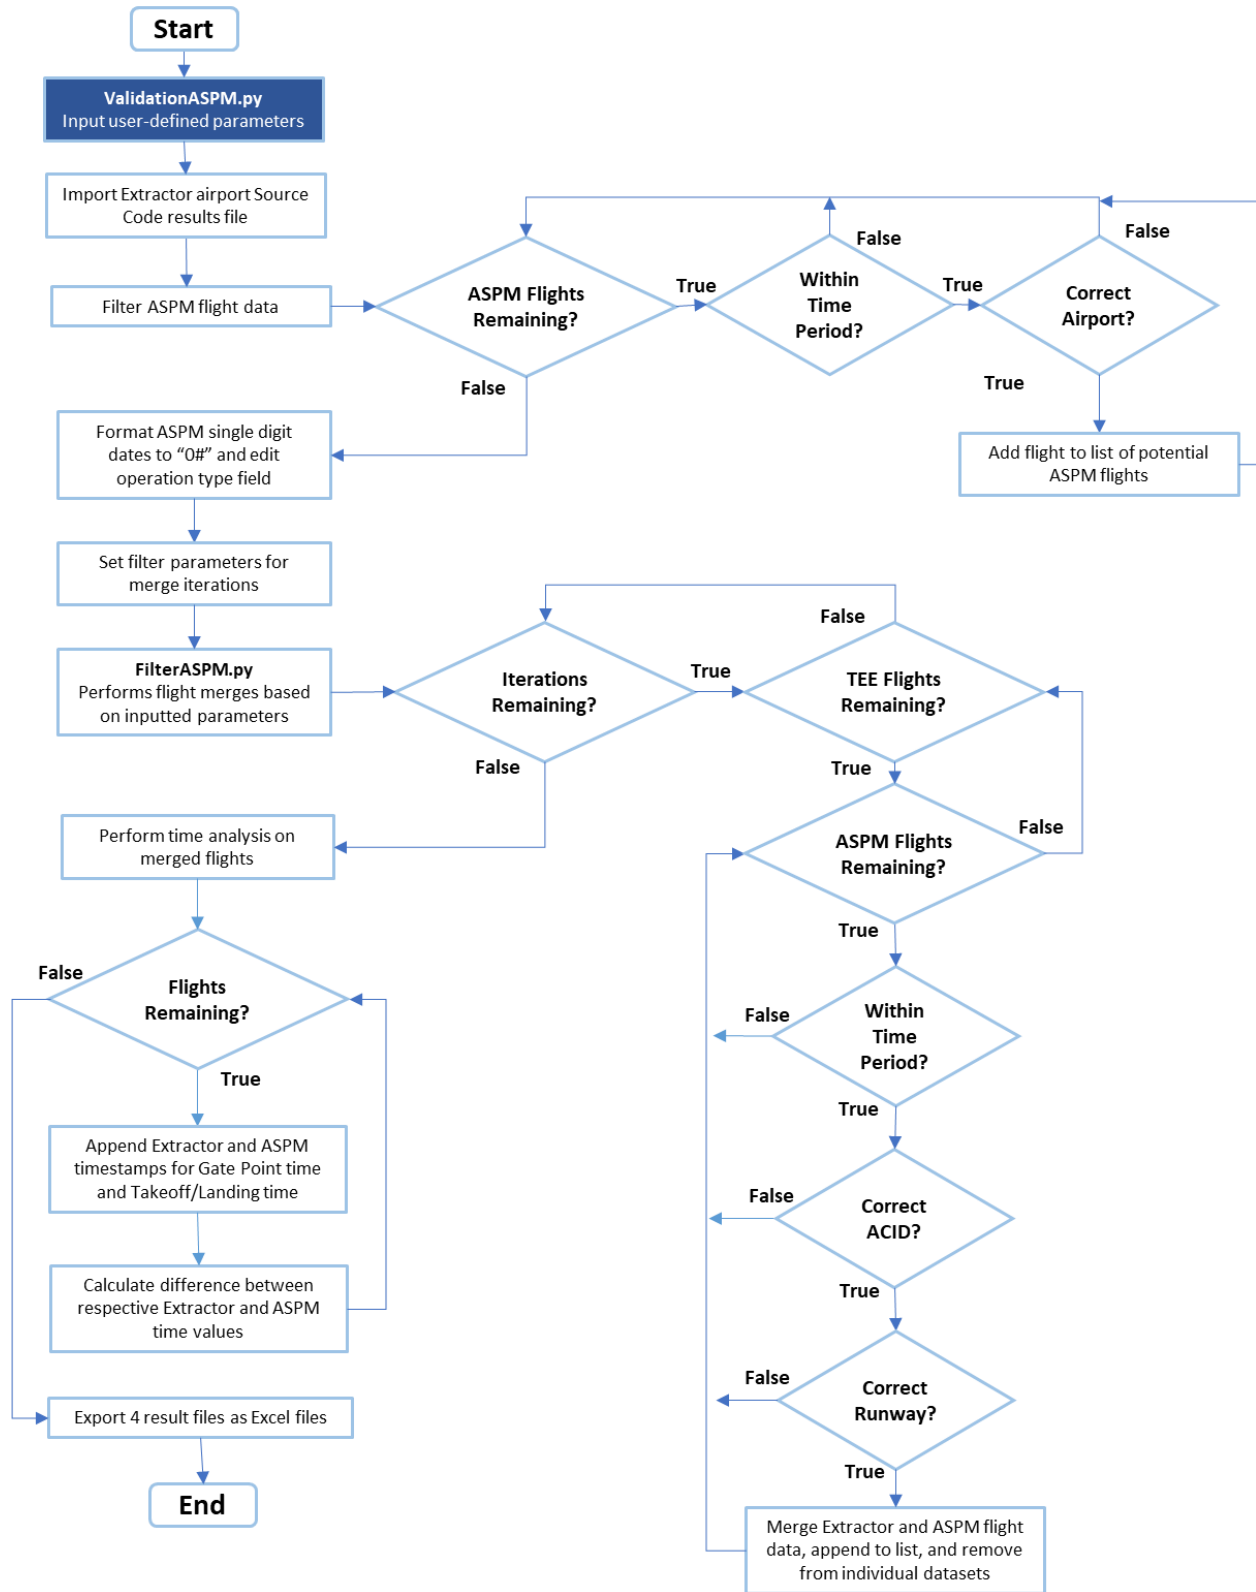 Start
ValidationASPM.py
Input user-defined parameters
Import Extractor airport Source
Code results file
Filter ASPM flight data
ASPM Flights
Remaining?
True
False
Within
Time
Period?
False
True
Correct
Airport?
False
True
Add flight to list of potential
ASPM flights
Format ASPM single digit
dates to “0#” and edit
operation type field
Set filter parameters for
merge iterations
FilterASPM.py
Performs flight merges based
on inputted parameters
Iterations
Remaining?
True
False
TEE Flights
Remaining?
False
True
ASPM Flights
Remaining?
False
True
Within
Time
Period?
False
True
Correct
ACID?
False
True
Correct
Runway?
False
True
Merge Extractor and ASPM flight
data, append to list, and remove
from individual datasets
Perform time analysis on
merged flights
Flights
Remaining?
False
True
Append Extractor and ASPM
timestamps for Gate Point time
and Takeoff/Landing time
Calculate difference between
respective Extractor and ASPM
time values
Export 4 result files as Excel files
End